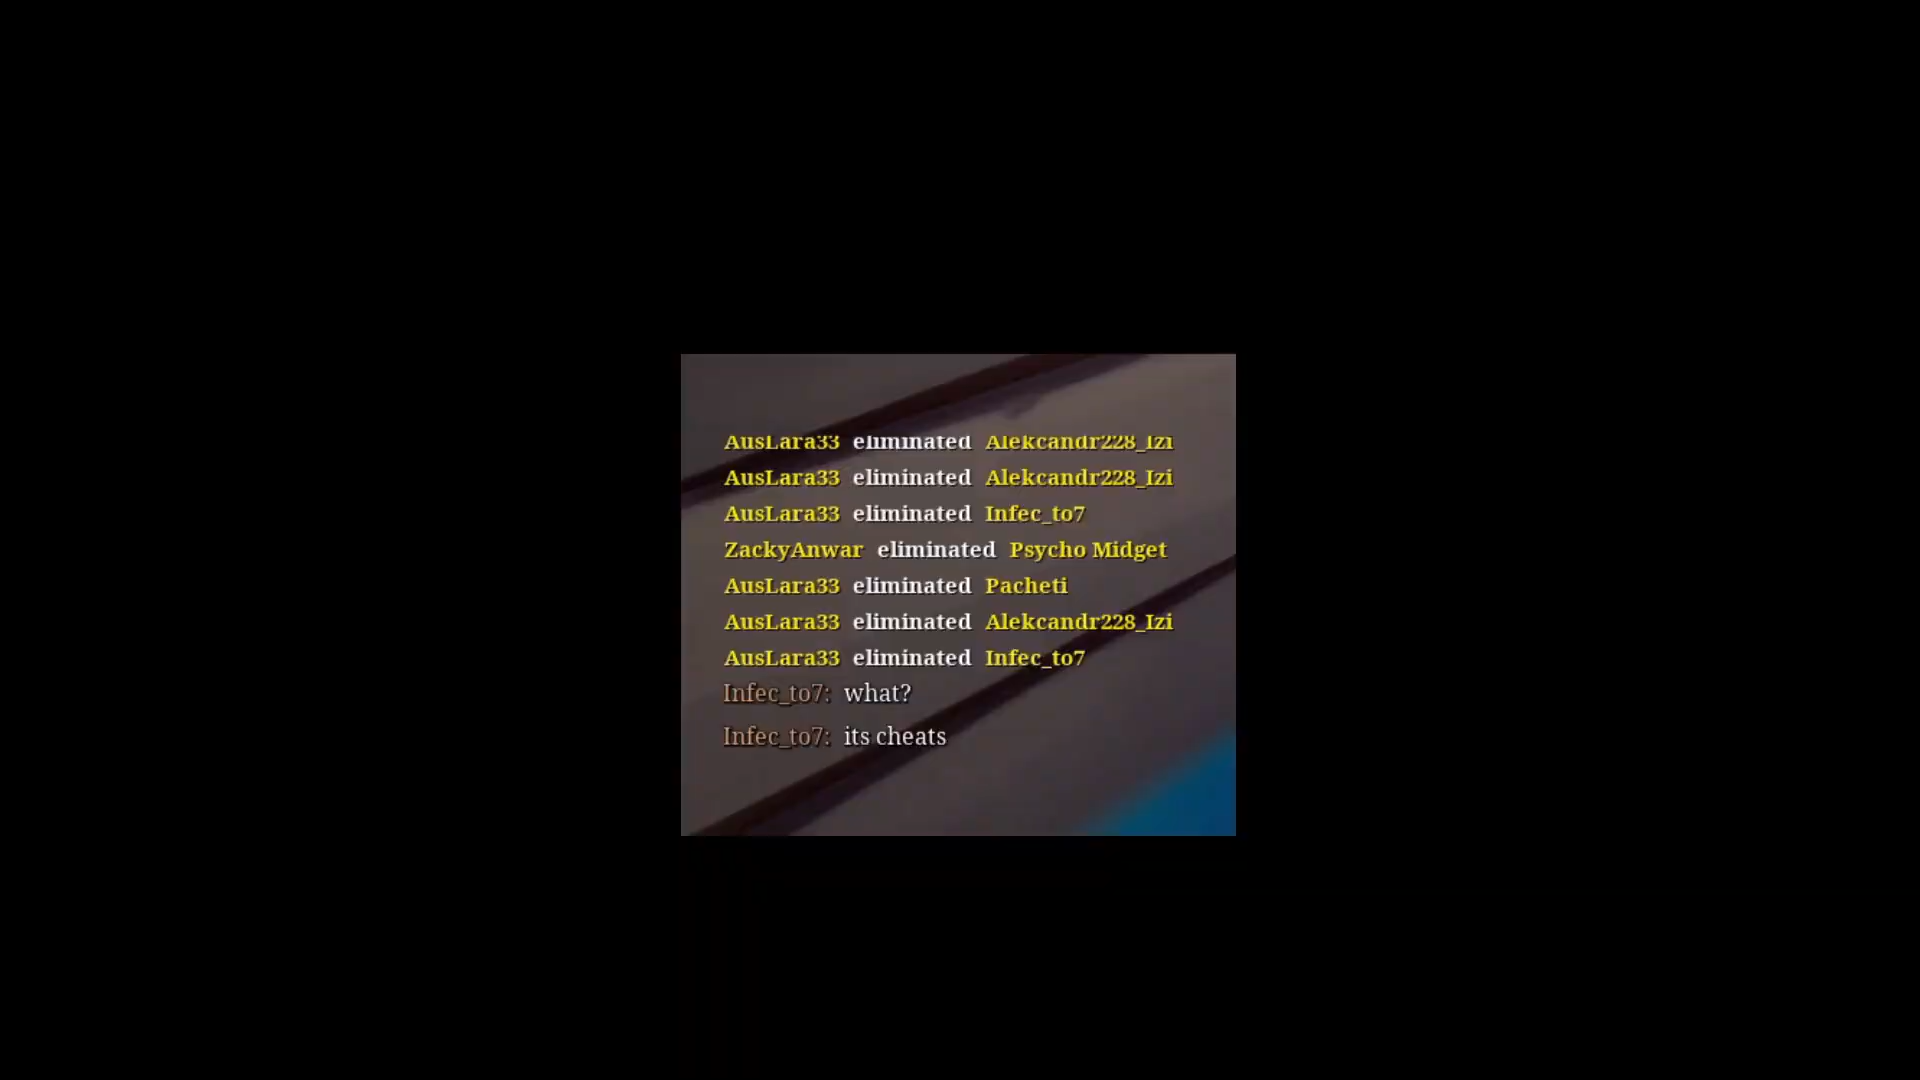 AusLara33 eliminated Alekcandr228_Izi
AusLara33 eliminated Alekcandr228_Izi
AusLara33 eliminated Infec_to7
ZackyAnwar eliminated Psycho Midget
AusLara33 eliminated Pacheti
AusLara33 eliminated Alekcandr228_Izi
AusLara33 eliminated Infec_to7
Infec_to7: what?
Infec_to7: its cheats